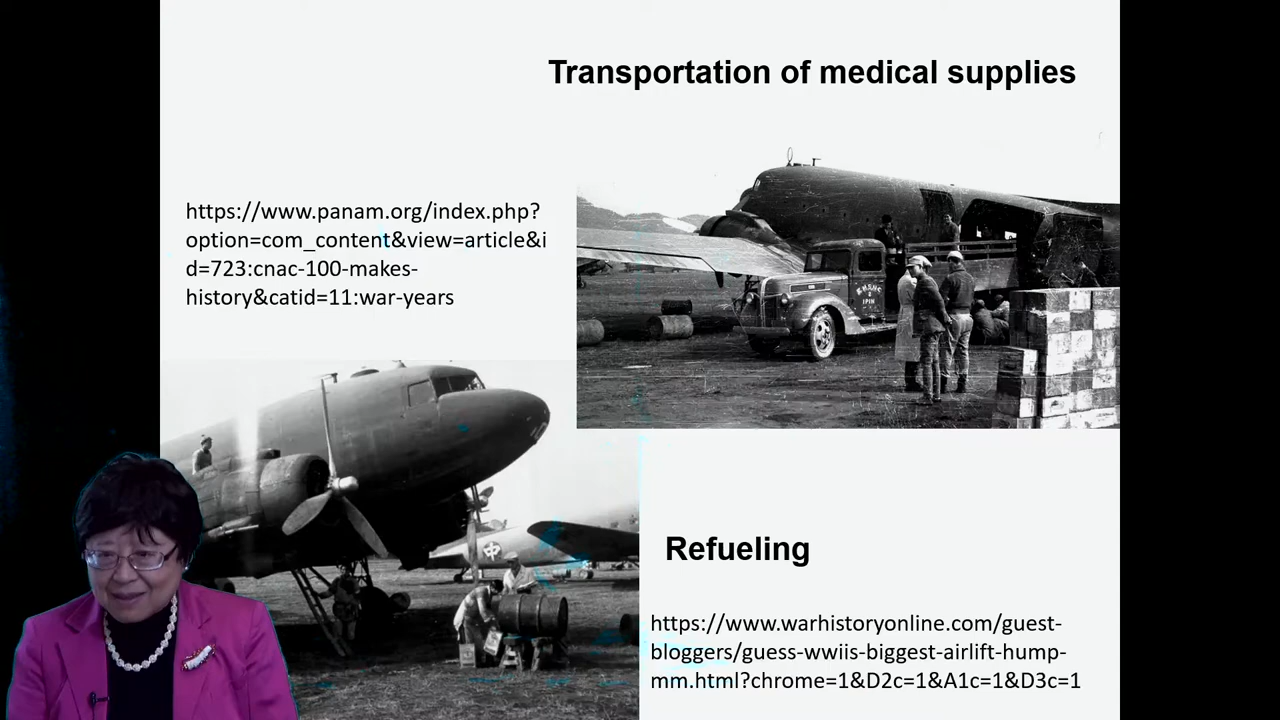 Transportation of medical supplies
https://www.panam.org/index.php?
option=com_content&view=article&i
d=723:cnac-100-makes-
history&catid=11:war-years
中
Refueling
https://www.warhistoryonline.com/guest-
bloggers/guess-wwiis-biggest-airlift-hump-
mm.html?chrome=1&D2c=1&A1c=1&D3c=1